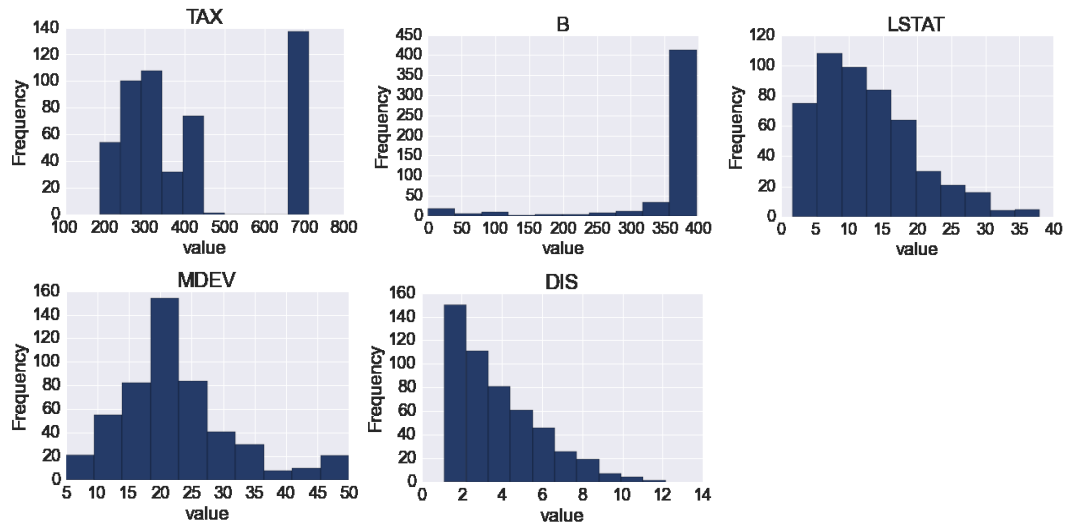 TAX
Frequency
140
120
100
80
60
40
20
0
100 200 300 400 500 600 700 800
value
B
Frequency
450
400
350
300
250
200
150
100
50
0
0 50 100 150 200 250 300 350 400
value
LSTAT
Frequency
120
100
80
60
40
20
0
0 5 10 15 20 25 30 35 40
value
MDEV
Frequency
160
140
120
100
80
60
40
20
0
5 10 15 20 25 30 35 40 45 50
value
DIS
Frequency
160
140
120
100
80
60
40
20
0
0 2 4 6 8 10 12 14
value